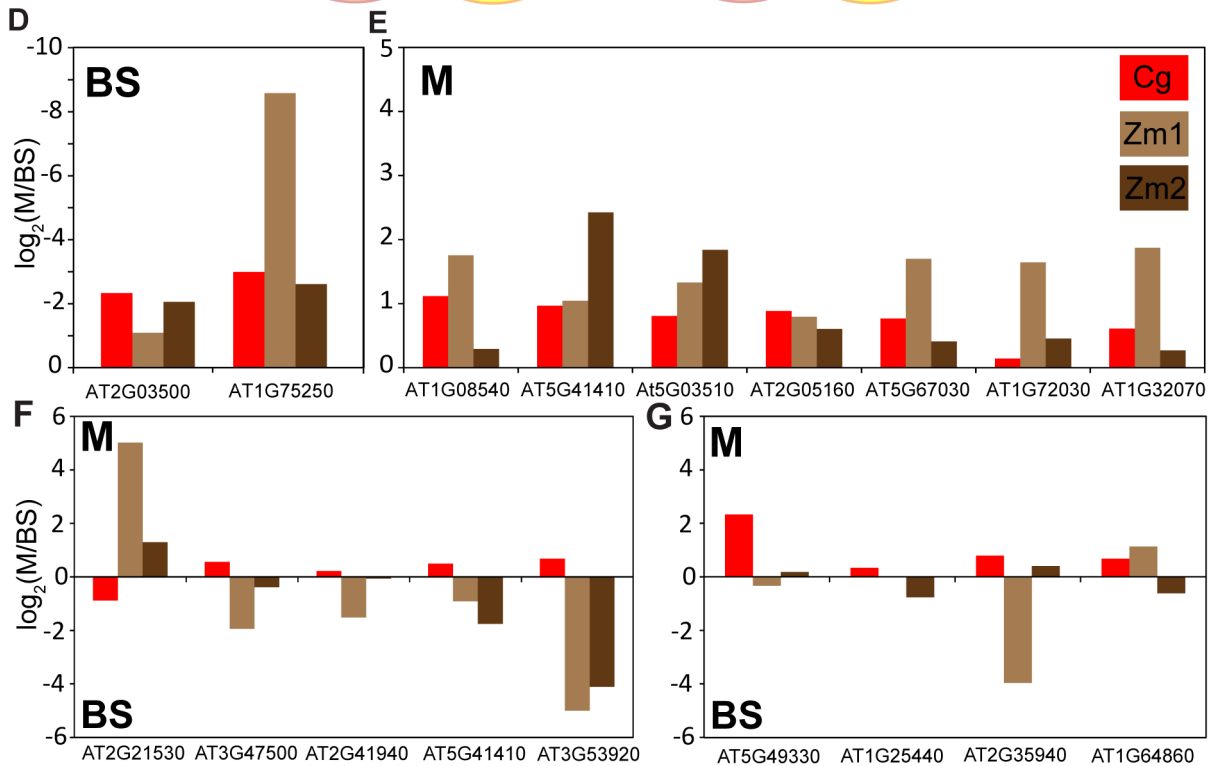 D
E
-10
-8
-6
-4
-2
0
log2(M/BS)
BS
AT2G03500 AT1G75250
5
4
3
2
1
0
M
Cg
Zm1
Zm2
AT1G08540 AT5G41410 At5G03510 AT2G05160 AT5G67030 AT1G72030 AT1G32070
F
6
4
2
0
-2
-4
-6
log2(M/BS)
M
BS
AT2G21530 AT3G47500 AT2G41940 AT5G41410 AT3G53920
G
6
4
2
0
-2
-4
-6
M
BS
AT5G49330 AT1G25440 AT2G35940 AT1G64860